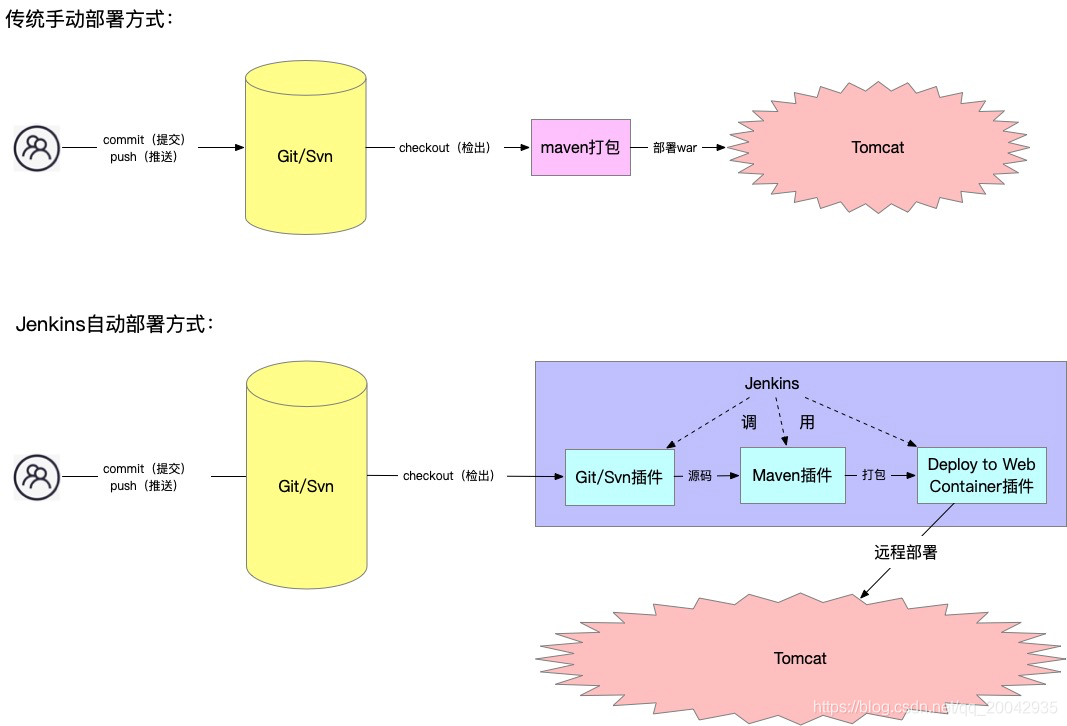 传统手动部署方式：
commit（提交）
push（推送）
Git/Svn
checkout（检出）
maven打包
部署war
Tomcat
Jenkins自动部署方式：
commit（提交）
push（推送）
Git/Svn
checkout（检出）
Jenkins
调 用
Git/Svn插件
源码
Maven插件
打包
Deploy to Web
Container插件
远程部署
Tomcat
https://blog.csdn.net/qq_20042935